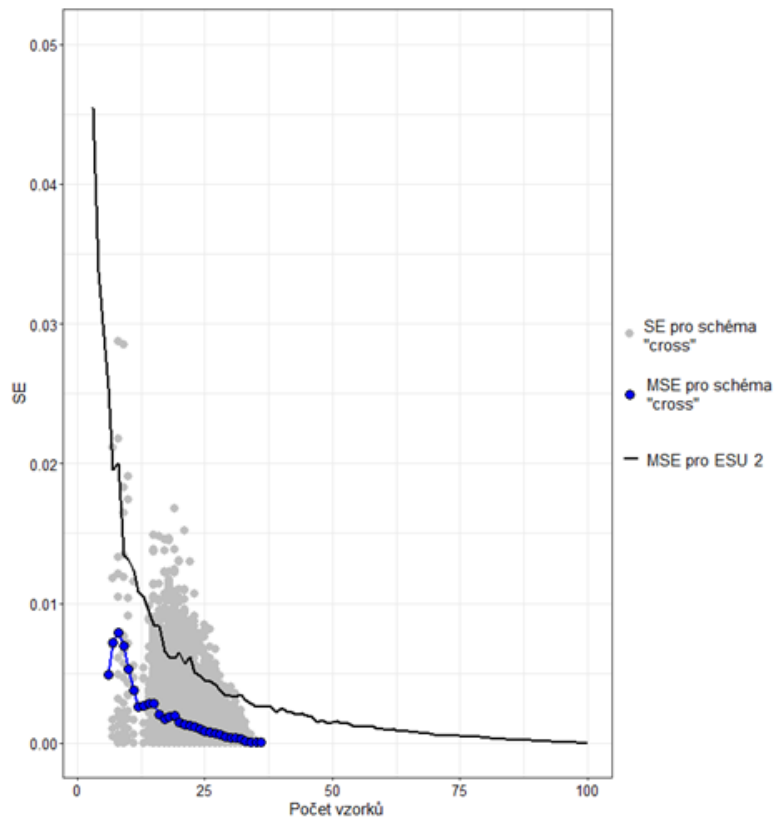 0.05
0.04
0.03
0.02
0.01
0.00
SE
0
25
50
75
100
Počet vzorků
SE pro schéma
"cross"
MSE pro schéma
"cross"
MSE pro ESU 2